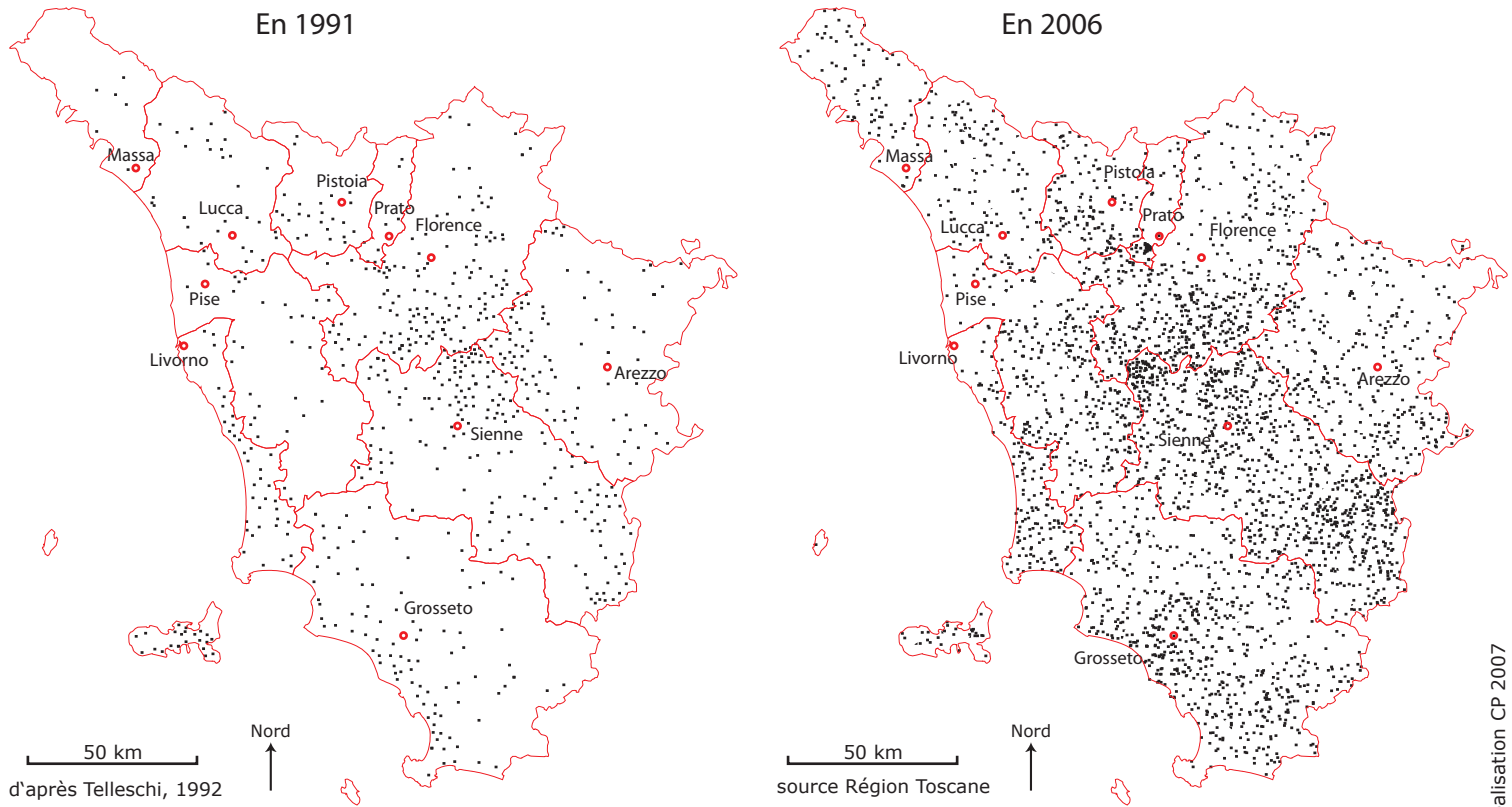 En 1991
Massa
Pistoia
Lucca
Prato
Florence
Pise
Livorno
Arezzo
Sienne
Grosseto
Nord
50 km
d'après Telleschi, 1992
En 2006
Massa
Pistoia
Prato
Lucca
Florence
Pise
Livorno
Arezzo
Sienne
Grosseto
Nord
50 km
source Région Toscane
alisation CP 2007